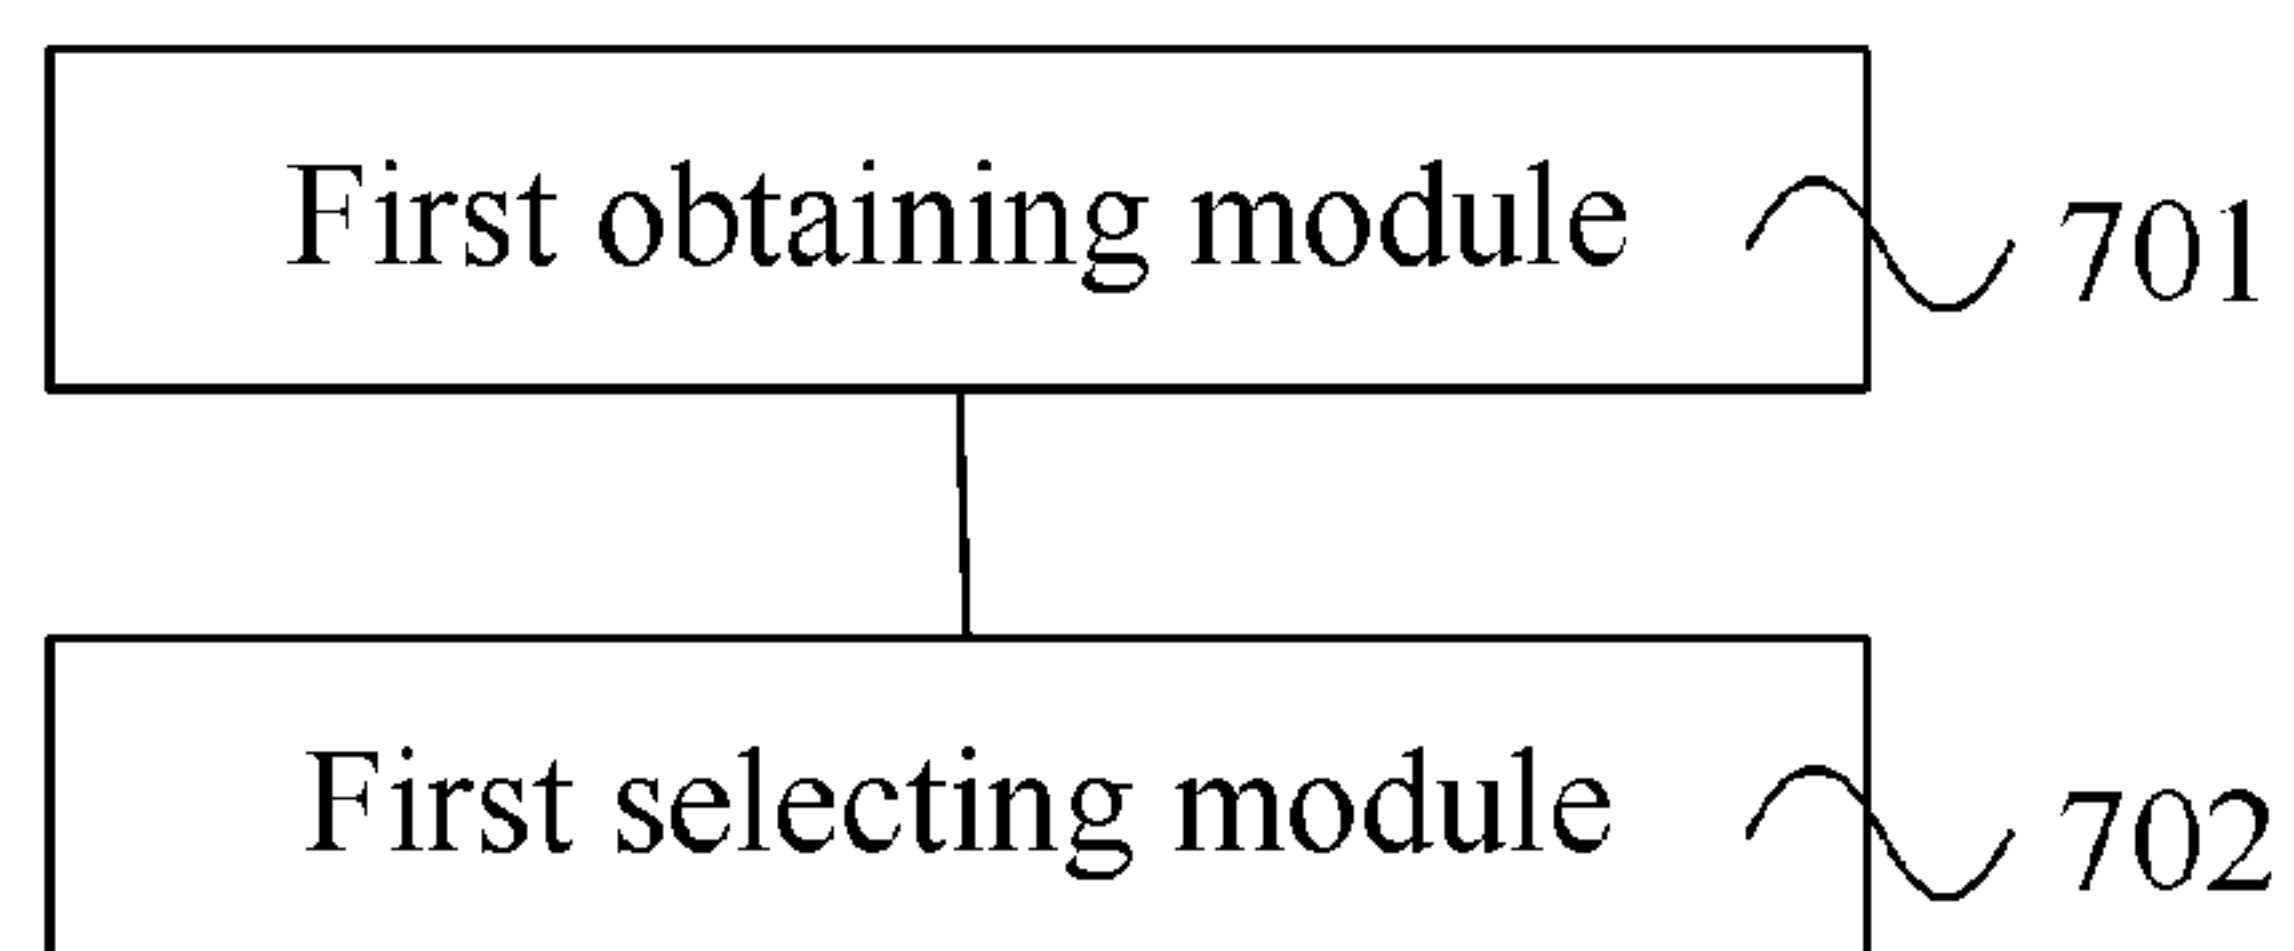 First obtaining module 701
First selecting module 702